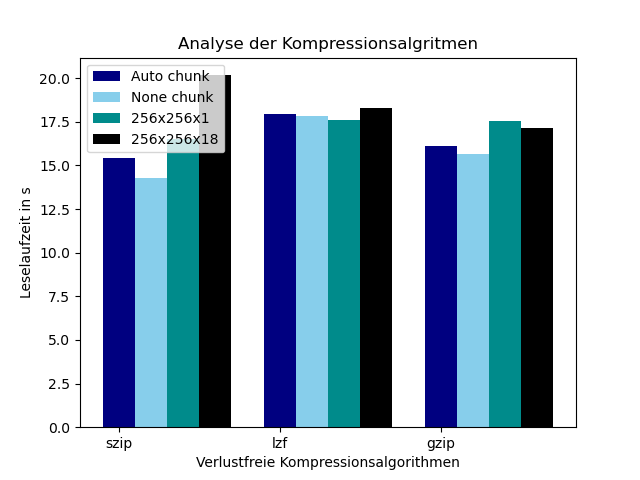 Analyse der Kompressionsalgritmen
Auto chunk
None chunk
256x256x1
256x256x18
Leselaufzeit in s
20.0
17.5
15.0
12.5
10.0
7.5
5.0
2.5
0.0
szip
lzf
gzip
Verlustfreie Kompressionsalgorithmen